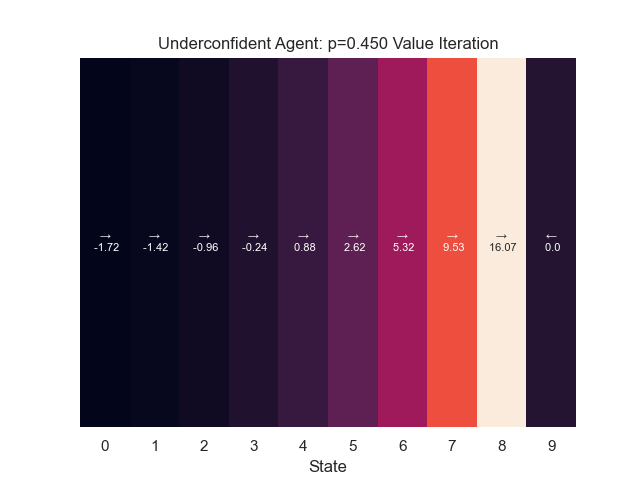 Underconfident Agent: p=0.450 Value Iteration
→ → → → → → → → → ←
-1.72 -1.42 -0.96 -0.24 0.88 2.62 5.32 9.53 16.07 0.0
0 1 2 3 4 5 6 7 8 9
State